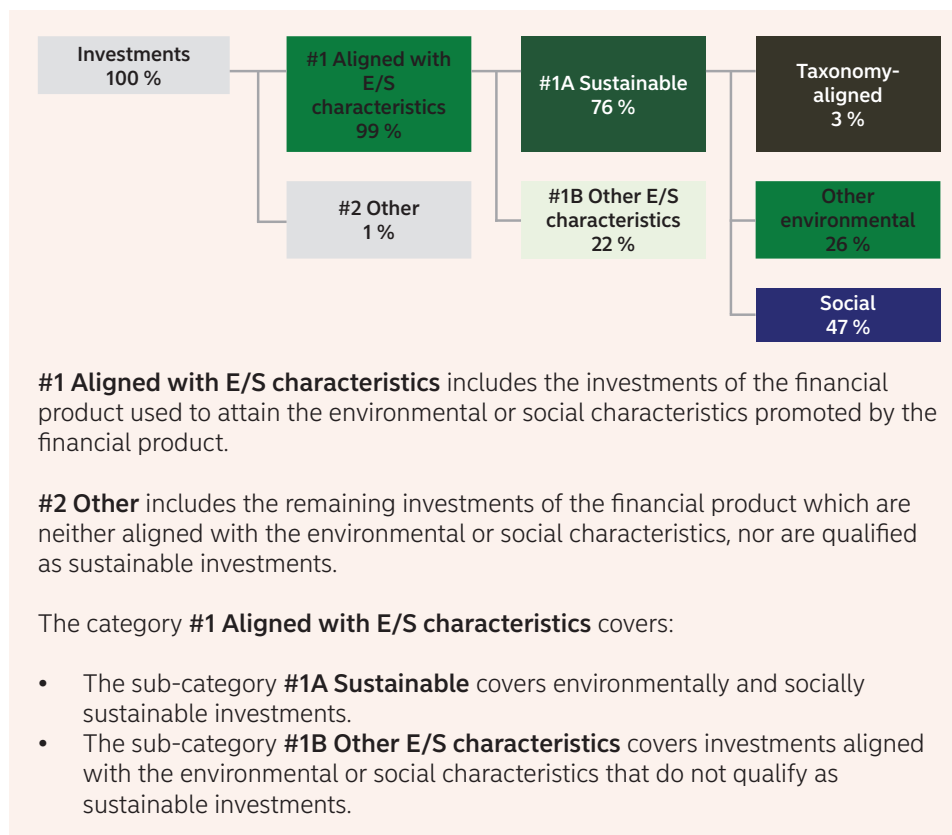 Investments
100 %
#1 Aligned with
E/S
characteristics
99 %
#1A Sustainable
76 %
Taxonomy-
aligned
3 %
#2 Other
1 %
#1B Other E/S
characteristics
22 %
Other
environmental
26 %
Social
47 %
#1 Aligned with E/S characteristics includes the investments of the financial
product used to attain the environmental or social characteristics promoted by the
financial product.
#2 Other includes the remaining investments of the financial product which are
neither aligned with the environmental or social characteristics, nor are qualified
as sustainable investments.
The category #1 Aligned with E/S characteristics covers:
• The sub-category #1A Sustainable covers environmentally and socially
sustainable investments.
• The sub-category #1B Other E/S characteristics covers investments aligned
with the environmental or social characteristics that do not qualify as
sustainable investments.